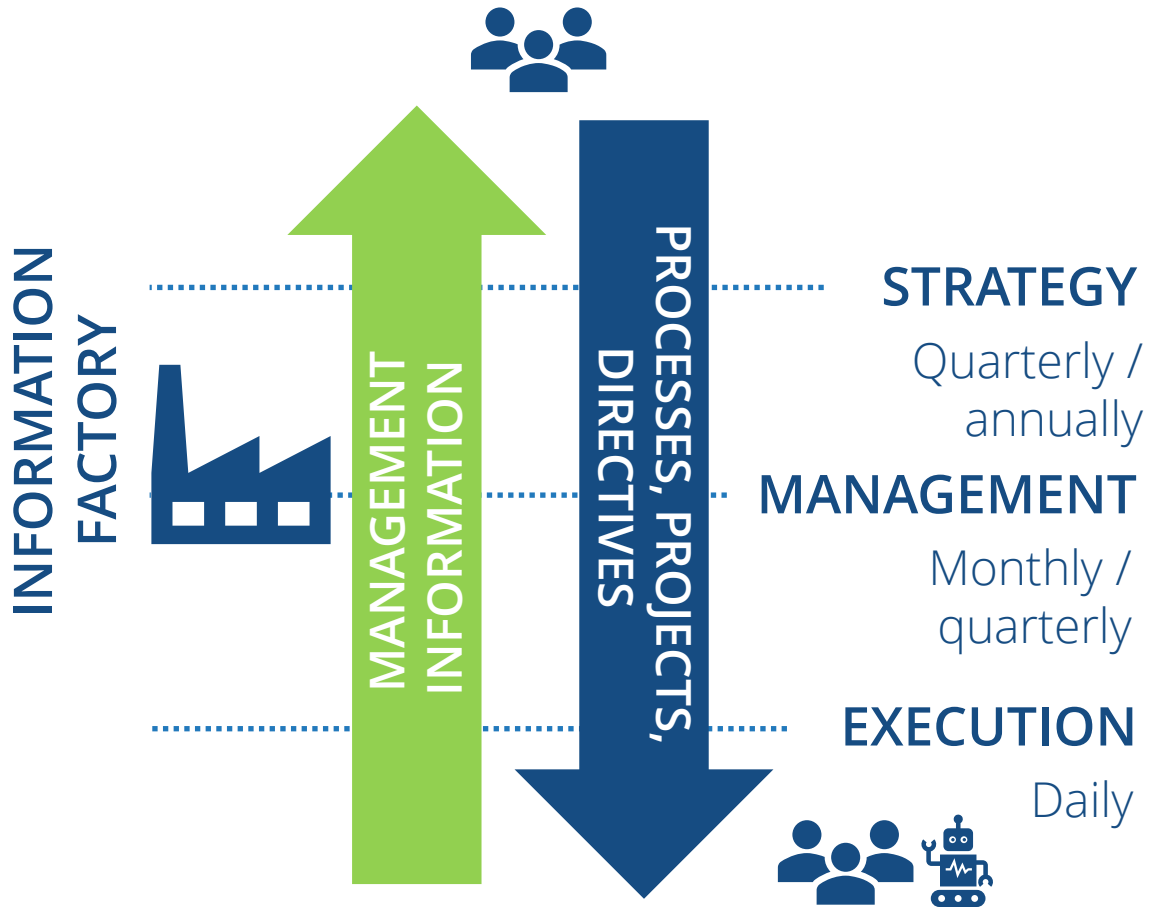 INFORMATION
FACTORY
MANAGEMENT
INFORMATION
PROCESSES, PROJECTS,
DIRECTIVES
STRATEGY
Quarterly /
annually
MANAGEMENT
Monthly /
quarterly
EXECUTION
Daily